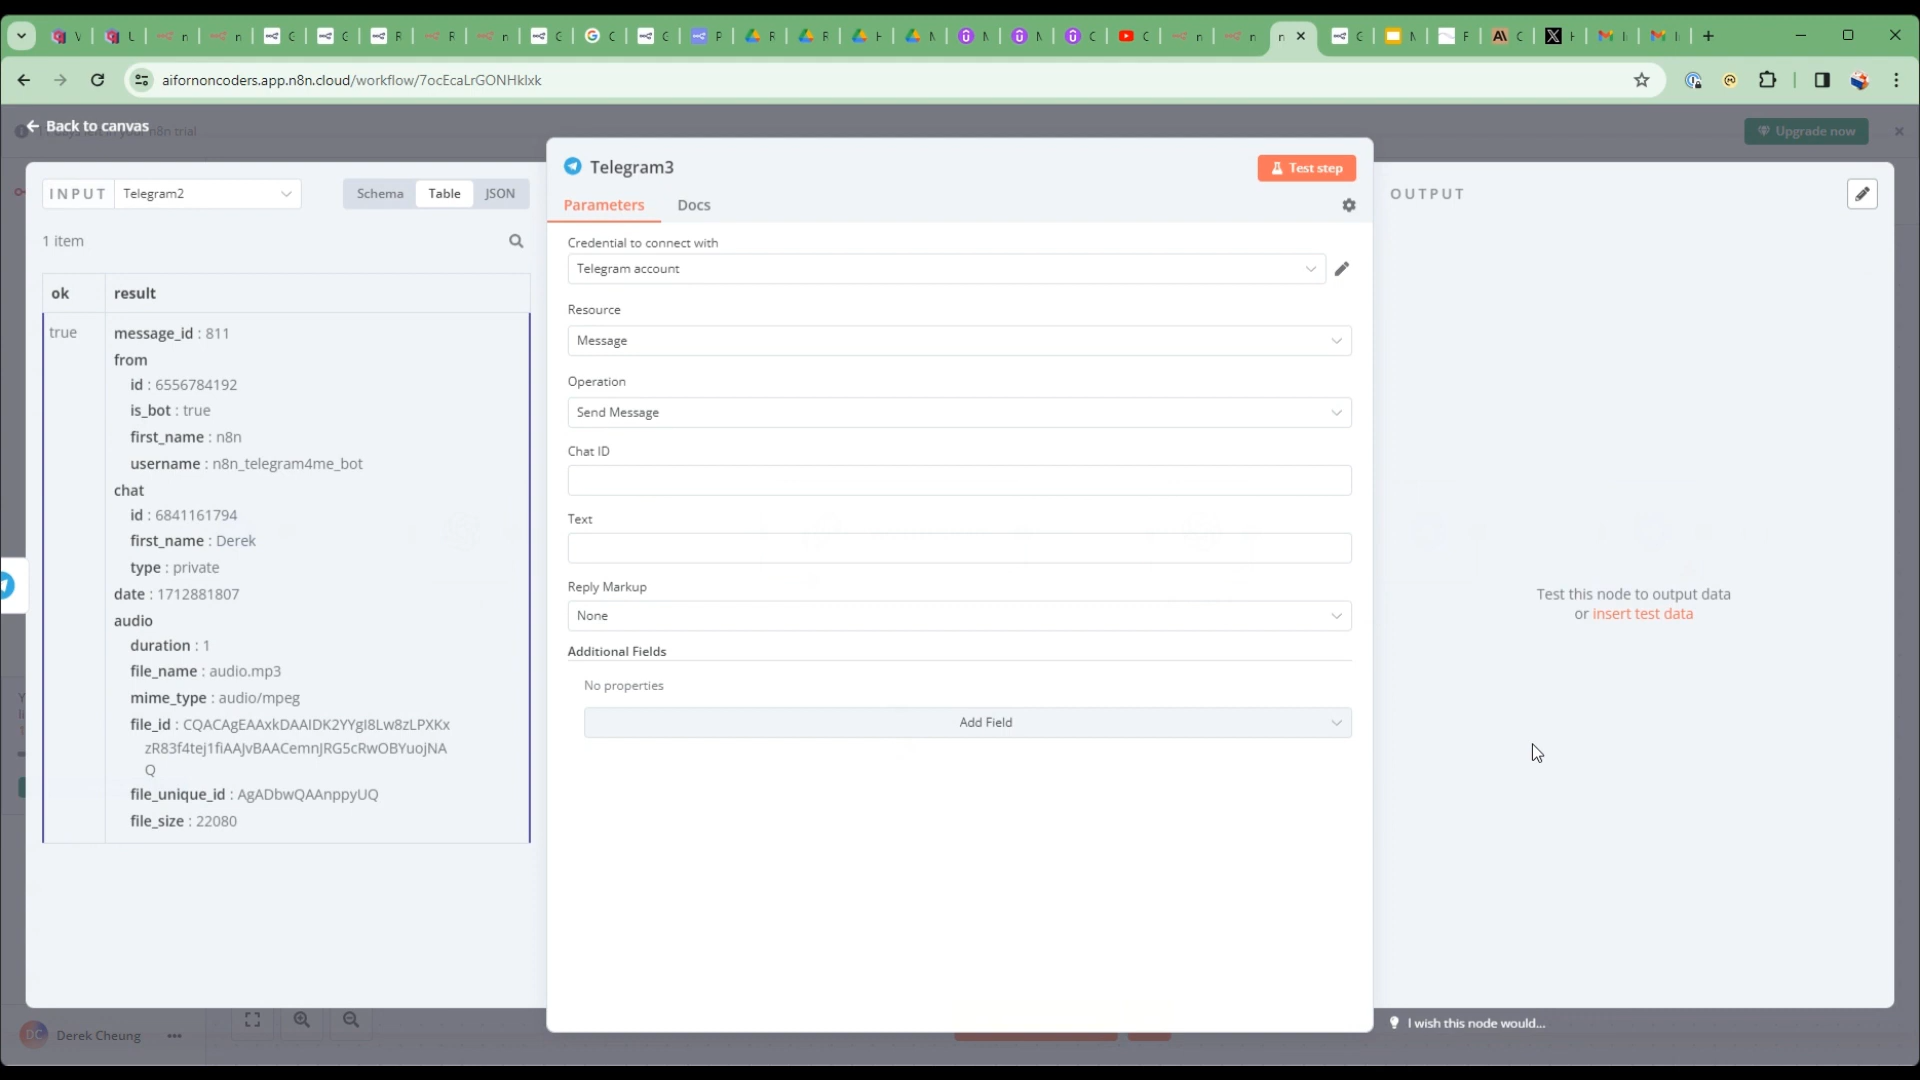 aifornoncoders.app.n8n.cloud/workflow/7ocEcaLrGONHklxk
Back to canvas
n8n trial
Upgrade now
INPUT
Telegram2
Schema
Table
JSON
1 item
ok
result
true
message_id : 811
from
id : 6556784192
is_bot : true
first_name : n8n
username : n8n_telegram4me_bot
chat
id : 6841161794
first_name : Derek
type : private
date : 1712881807
audio
duration : 1
file_name : audio.mp3
mime_type : audio/mpeg
file_id : CQACAgEAAxkDAAIDK2YYgI8Lw8zLPXKx
zR83f4tej1fiAAJvBAACemnJRG5cRwOBYuojNA
Q
file_unique_id : AgADbwQAAnppyUQ
file_size : 22080
Telegram3
Test step
Parameters
Docs
Credential to connect with
Telegram account
Resource
Message
Operation
Send Message
Chat ID
Text
Reply Markup
None
Additional Fields
No properties
Add Field
OUTPUT
Test this node to output data
or insert test data
I wish this node would...
DC
Derek Cheung